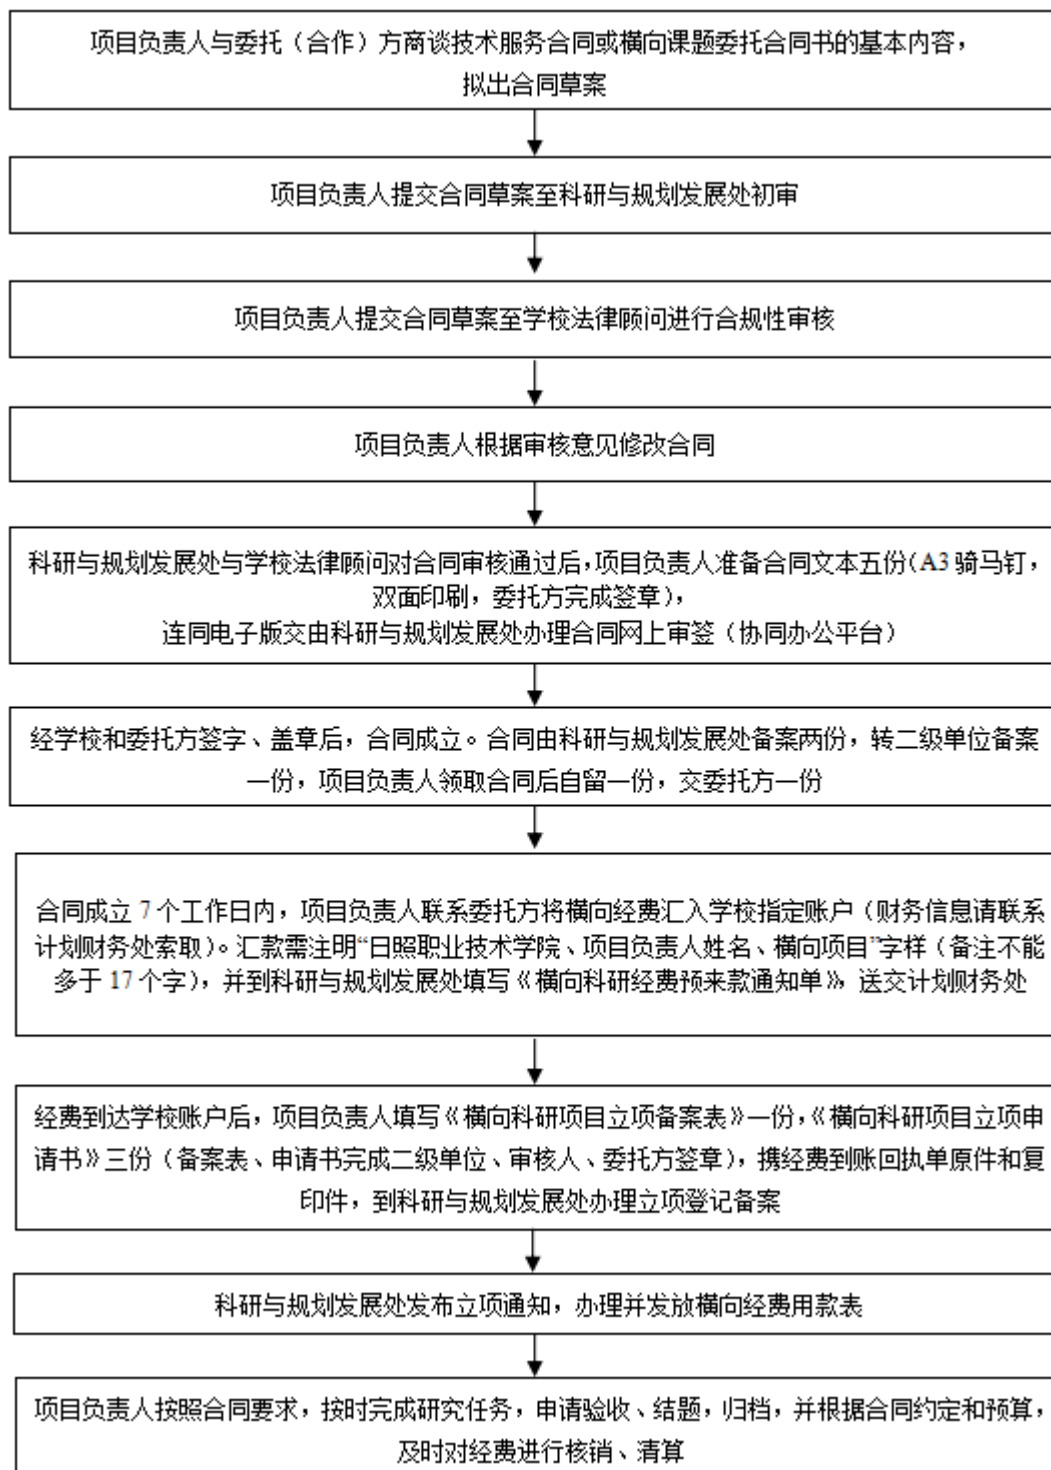 项目负责人与委托（合作）方商谈技术服务合同或横向课题委托合同书的基本内容，
拟出合同草案
项目负责人提交合同草案至科研与规划发展处初审
项目负责人提交合同草案至学校法律顾问进行合规性审核
项目负责人根据审核意见修改合同
科研与规划发展处与学校法律顾问对合同审核通过后，项目负责人准备合同文本五份（A3 骑马钉，
双面印刷，委托方完成签章），
连同电子版交由科研与规划发展处办理合同网上审签（协同办公平台）
经学校和委托方签字、盖章后，合同成立。合同由科研与规划发展处备案两份，转二级单位备案
一份，项目负责人领取合同后自留一份，交委托方一份
合同成立 7 个工作日内，项目负责人联系委托方将横向经费汇入学校指定账户（财务信息请联系
计划财务处索取）。汇款需注明“日照职业技术学院、项目负责人姓名、横向项目”字样（备注不能
多于 17 个字），并到科研与规划发展处填写《横向科研经费预来款通知单》，送交计划财务处
经费到达学校账户后，项目负责人填写《横向科研项目立项备案表》一份，《横向科研项目立项申
请书》三份（备案表、申请书完成二级单位、审核人、委托方签章），携经费到账回执单原件和复
印件，到科研与规划发展处办理立项登记备案
科研与规划发展处发布立项通知，办理并发放横向经费用款表
项目负责人按照合同要求，按时完成研究任务，申请验收、结题，归档，并根据合同约定和预算，
及时对经费进行核销、清算